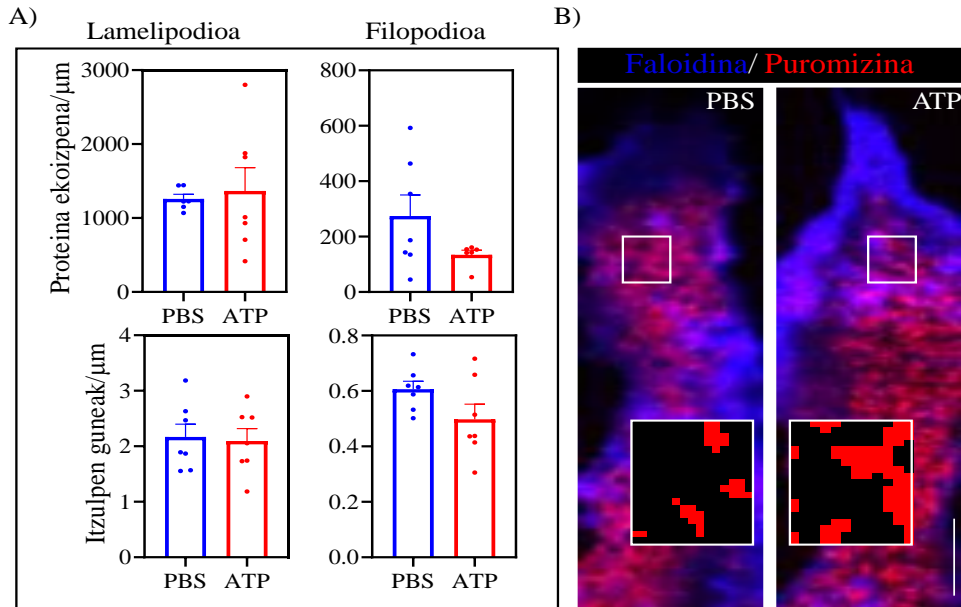 A)
Lamelipodioa
Filopodioa
Proteina ekoizpena/μm
3000
2000
1000
0
PBS
ATP
800
600
400
200
0
PBS
ATP
Itzulpen guneak/μm
4
3
2
1
0
PBS
ATP
0.8
0.6
0.4
0.2
0.0
PBS
ATP
B)
Faloidina/ Puromizina
PBS
ATP